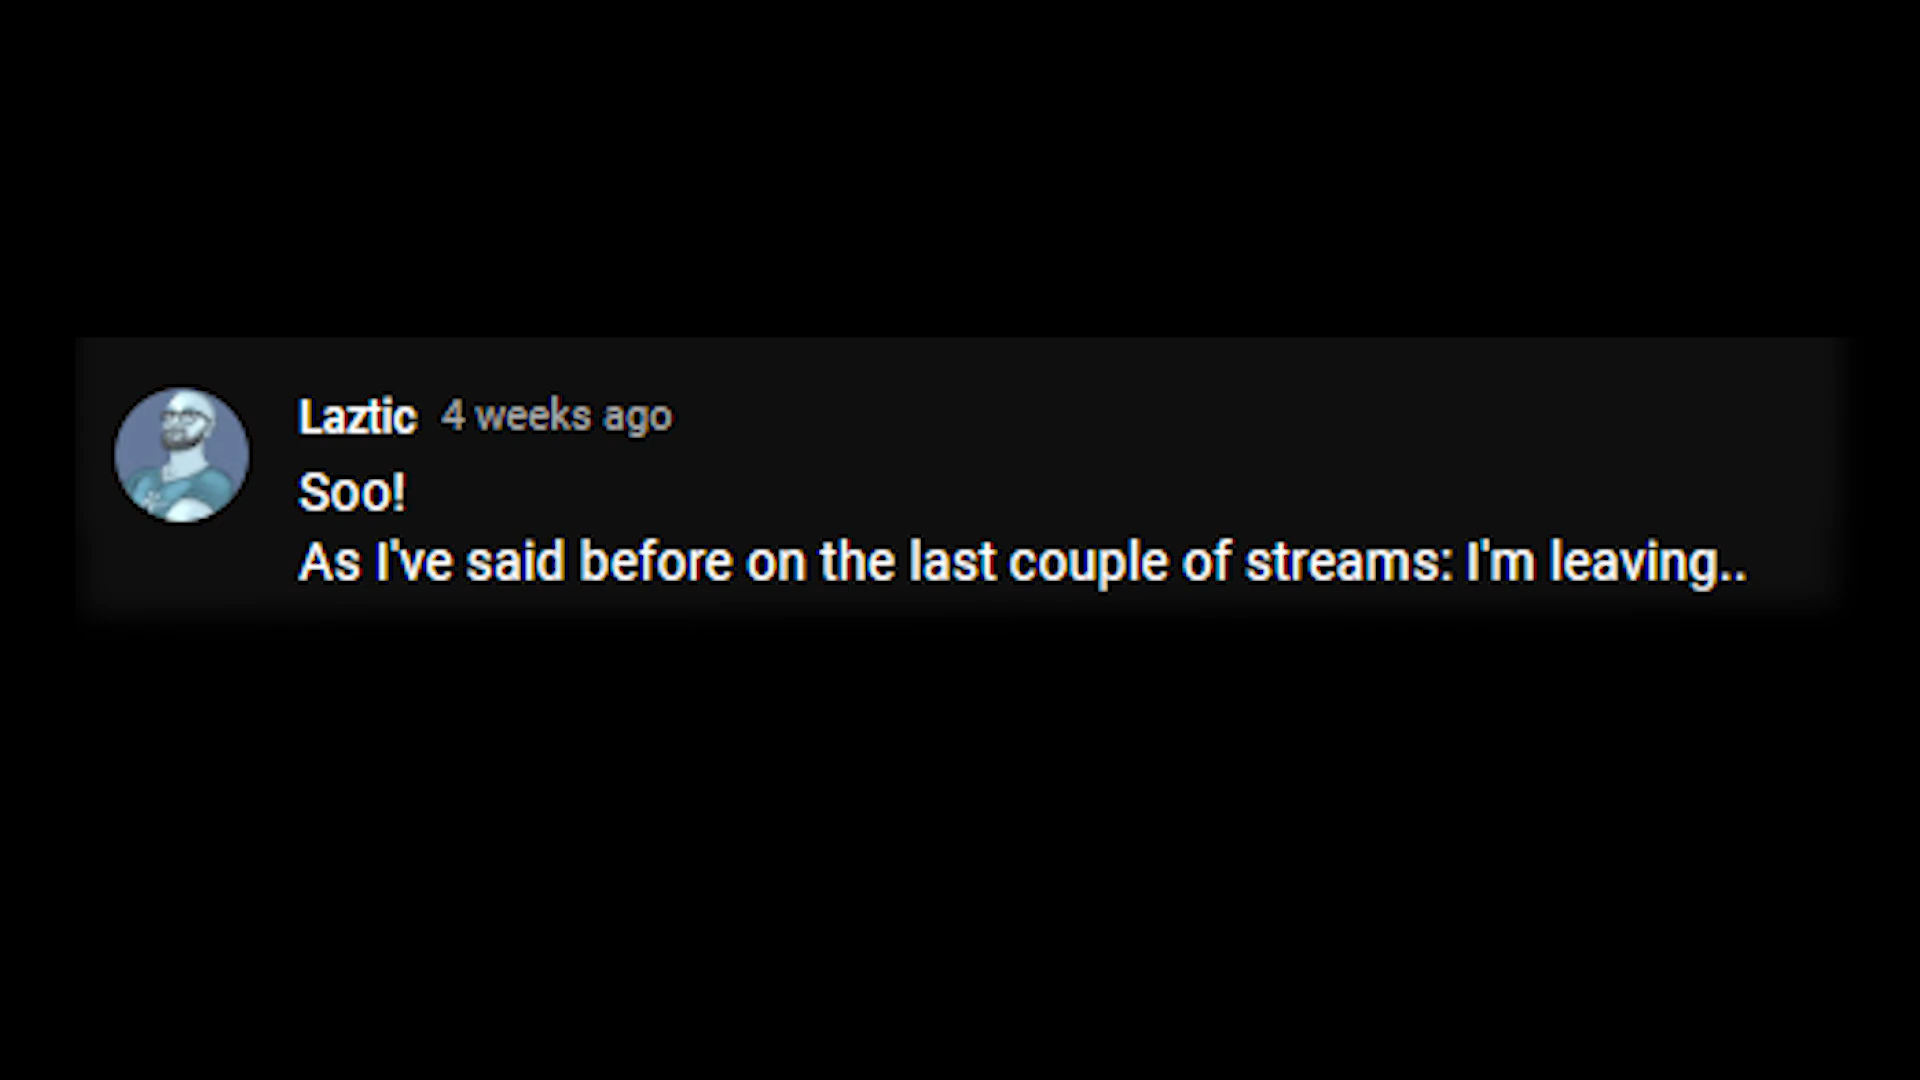 Laztic 4 weeks ago
Soo!
As I've said before on the last couple of streams: I'm leaving..